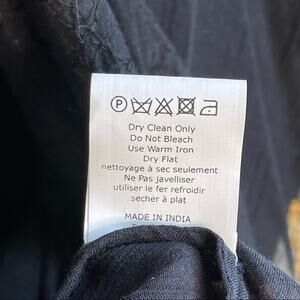 P
Dry Clean Only
Do Not Bleach
Use Warm Iron
Dry Flat
nettoyage à sec seulement
Ne Pas javelliser
utiliser le fer refroidir
secher à plat
MADE IN INDIA